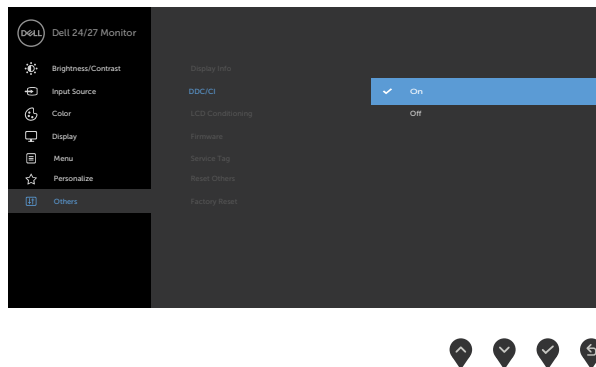 DELL Dell 24/27 Monitor
Brightness/Contrast
Display Info
Input Source
DDC/CI
On
Color
LCD Conditioning
Off
Display
Firmware
Menu
Service Tag
Personalize
Reset Others
Others
Factory Reset